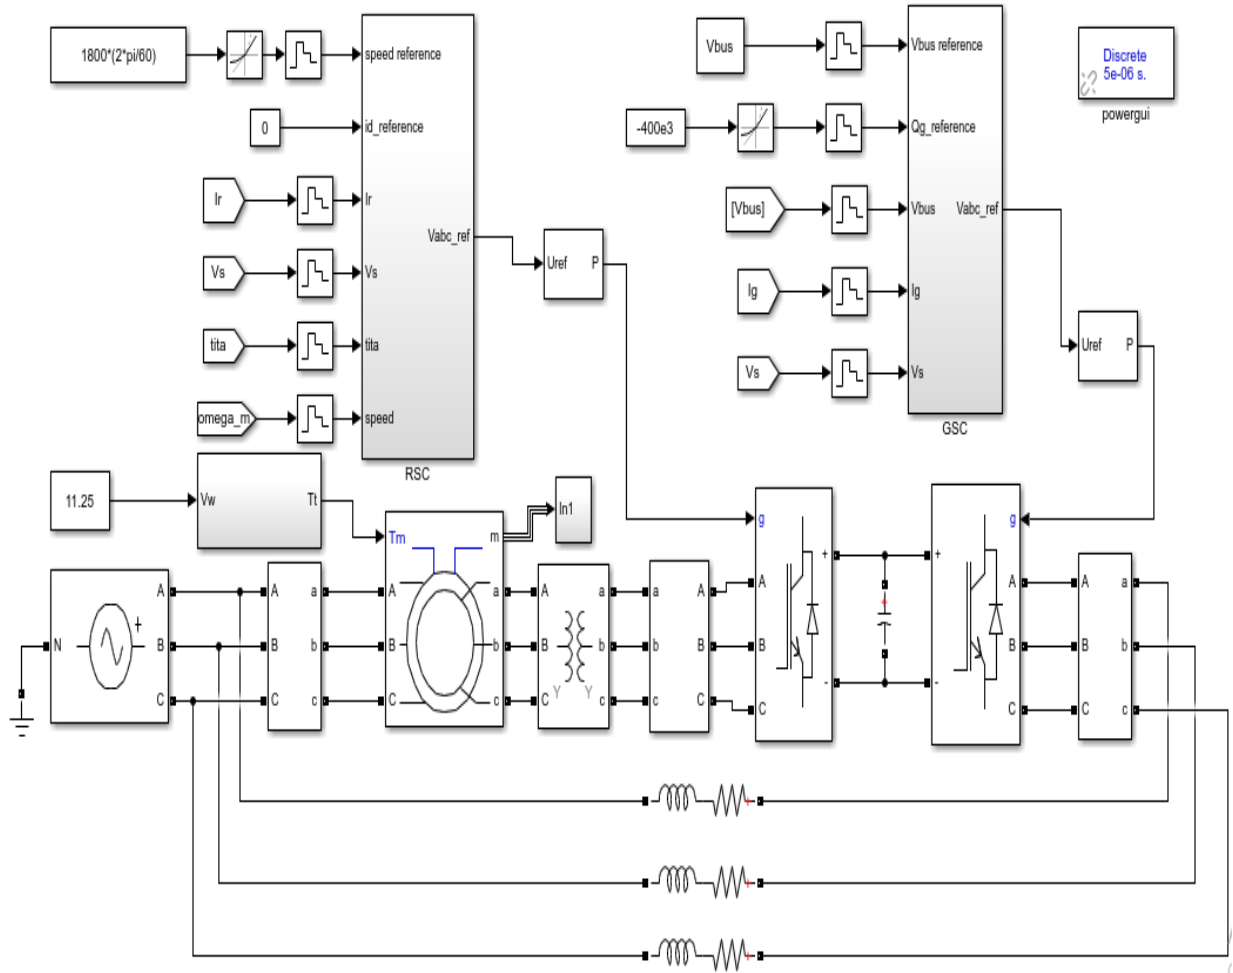 1800*(2*pi/60)
speed reference
0
id_reference
Ir
Ir
Vs
Vs
tita
tita
omega_m
speed
Vabc_ref
RSC
Uref
P
Vbus
Vbus reference
-400e3
Qg_reference
[Vbus]
Vbus
Vabc_ref
Ig
Ig
Vs
Vs
GSC
Uref
P
Discrete
5e-06 s.
powergui
11.25
Vw
Tt
Tm
m
In1
g
g
+
+
-
-
N
+
A
B
C
A
B
C
a
b
c
A
B
C
a
b
c
A
B
C
Y
Y
a
b
c
a
b
c
A
B
C
A
B
C
A
B
C
A
B
C
a
b
c